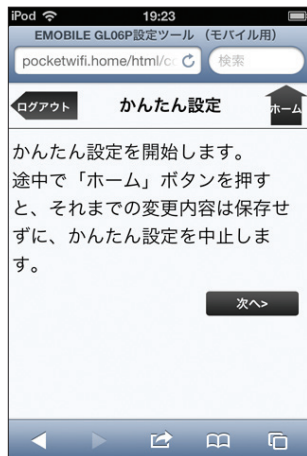 iPod 19:23
EMOBILE GL06P設定ツール (モバイル用)
pocketwifi.home/html/cc 検索
ログアウト かんたん設定 ホーム
かんたん設定を開始します。
途中で「ホーム」ボタンを押す
と、それまでの変更内容は保存せ
ずに、かんたん設定を中止しま
す。
次へ>